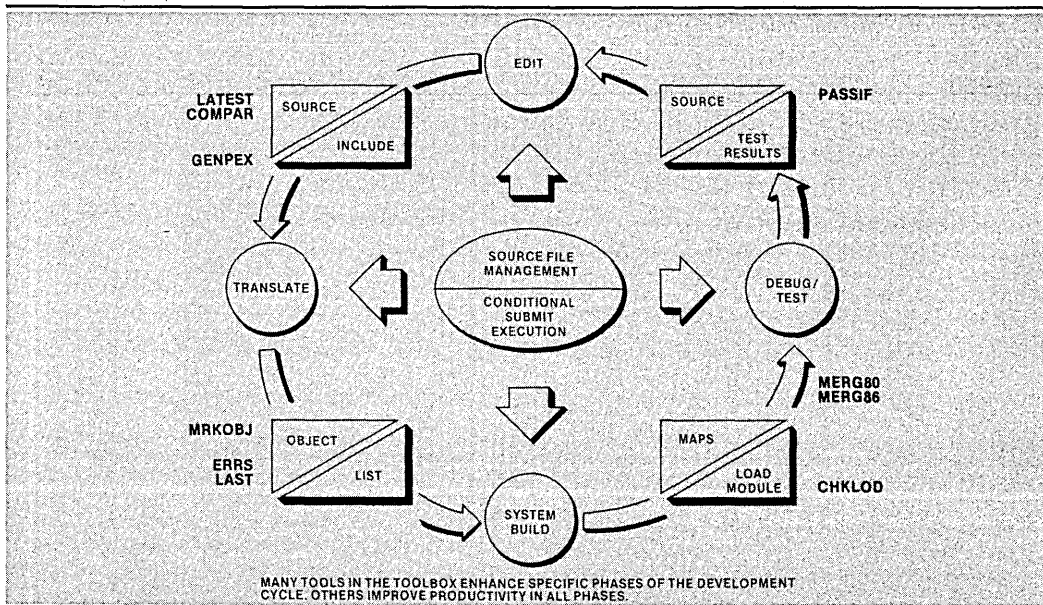 EDIT
LATEST
COMPAR
SOURCE
INCLUDE
GENPEX
SOURCE
TEST
RESULTS
PASSIF
TRANSLATE
SOURCE FILE
MANAGEMENT
CONDITIONAL
SUBMIT
EXECUTION
DEBUG/
TEST
MRKOBJ
ERRS
LAST
OBJECT
LIST
MERG80
MERG86
MAPS
LOAD
MODULE
CHKLOD
SYSTEM
BUILD
MANY TOOLS IN THE TOOLBOX ENHANCE SPECIFIC PHASES OF THE DEVELOPMENT
CYCLE. OTHERS IMPROVE PRODUCTIVITY IN ALL PHASES.